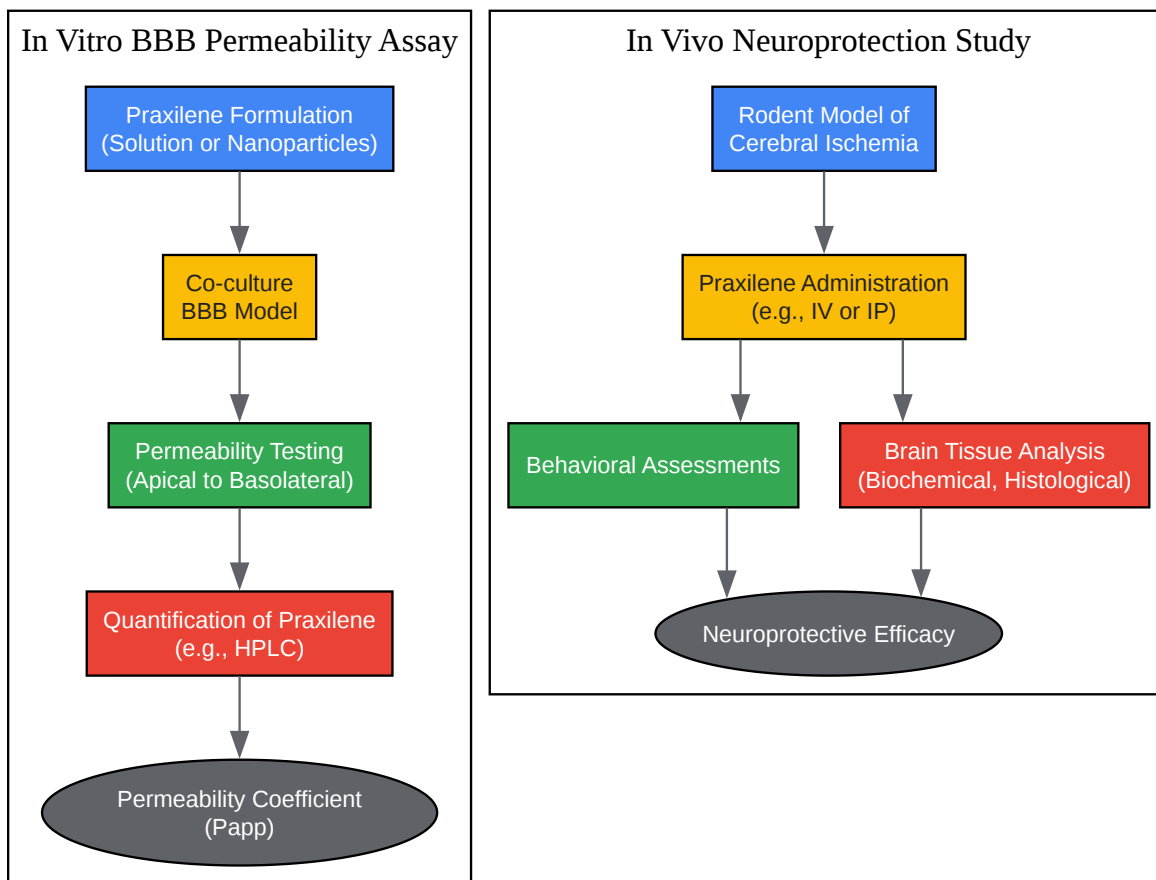 In Vitro BBB Permeability Assay
Praxilene Formulation
(Solution or Nanoparticles)
Co-culture
BBB Model
Permeability Testing
(Apical to Basolateral)
Quantification of Praxilene
(e.g., HPLC)
Permeability Coefficient
(Papp)
In Vivo Neuroprotection Study
Rodent Model of
Cerebral Ischemia
Praxilene Administration
(e.g., IV or IP)
Behavioral Assessments
Brain Tissue Analysis
(Biochemical, Histological)
Neuroprotective Efficacy